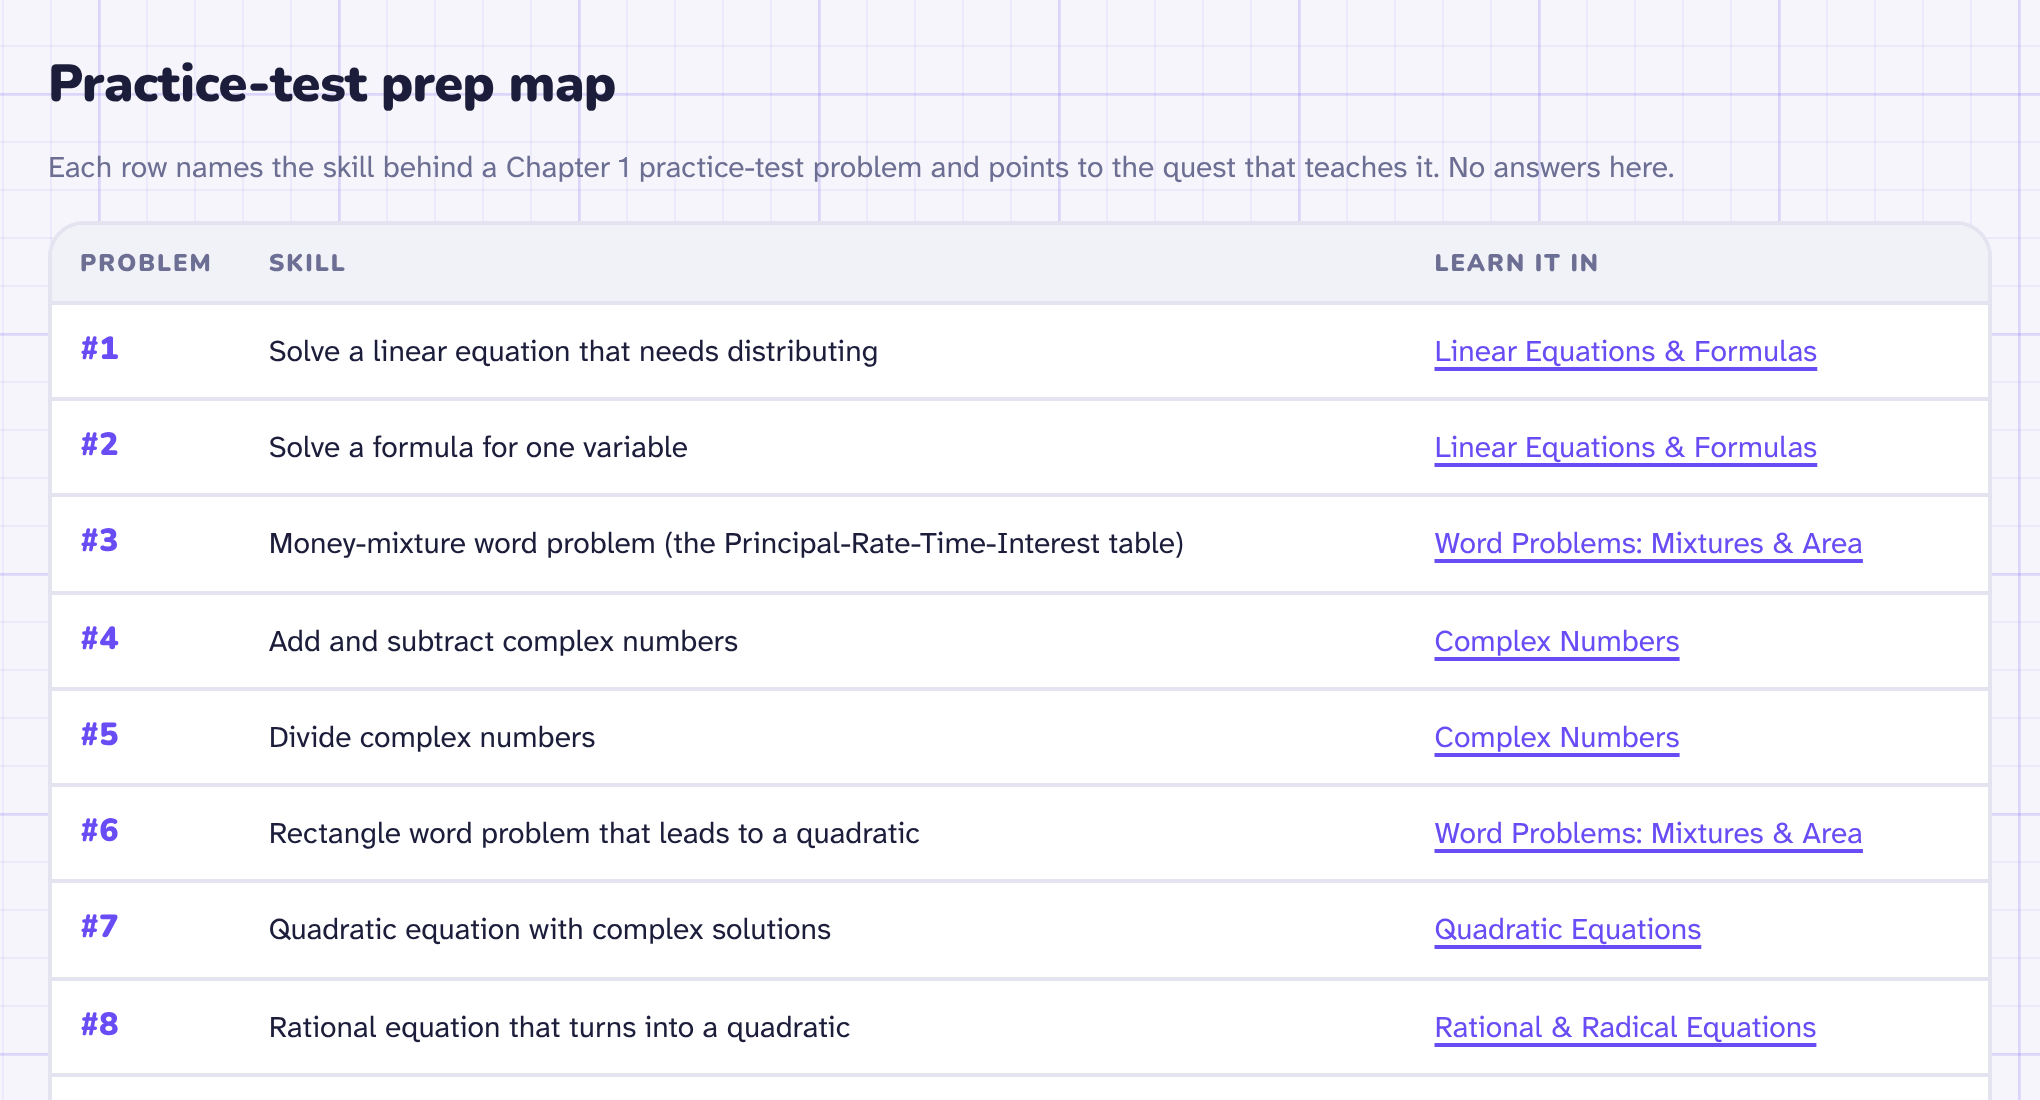 Practice-test prep map
Each row names the skill behind a Chapter 1 practice-test problem and points to the quest that teaches it. No answers here.
PROBLEM SKILL LEARN IT IN
#1 Solve a linear equation that needs distributing Linear Equations & Formulas
#2 Solve a formula for one variable Linear Equations & Formulas
#3 Money-mixture word problem (the Principal-Rate-Time-Interest table) Word Problems: Mixtures & Area
#4 Add and subtract complex numbers Complex Numbers
#5 Divide complex numbers Complex Numbers
#6 Rectangle word problem that leads to a quadratic Word Problems: Mixtures & Area
#7 Quadratic equation with complex solutions Quadratic Equations
#8 Rational equation that turns into a quadratic Rational & Radical Equations